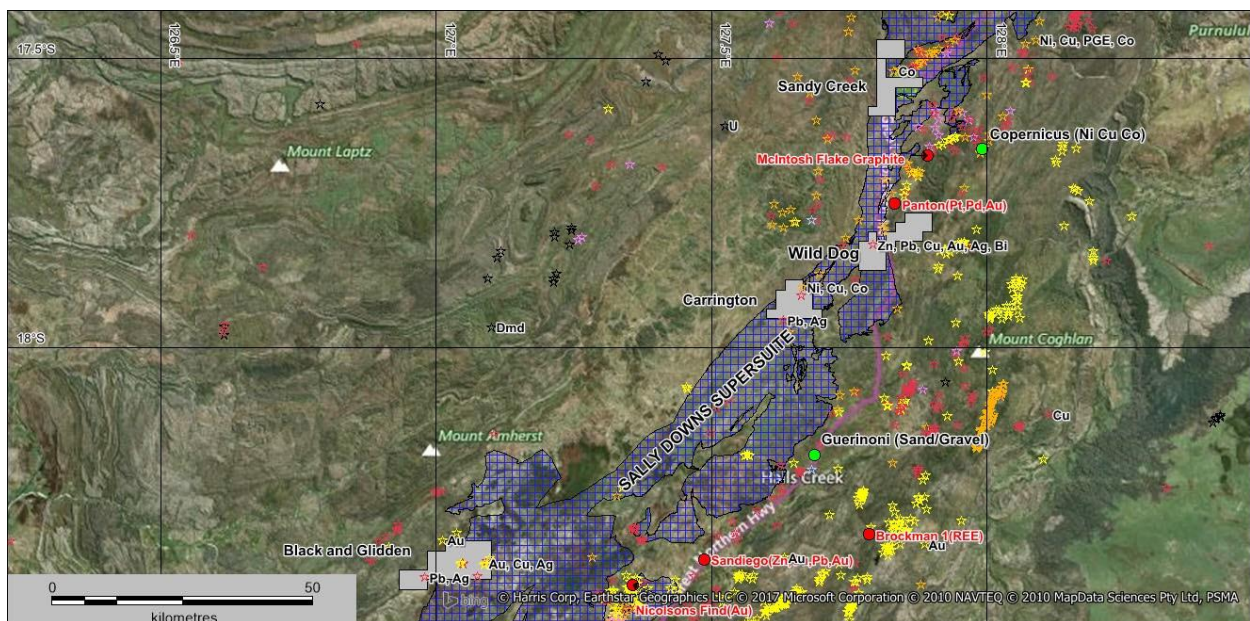 17.5°S
126.5°E
127°E
127.5°E
128°E
Ni, Cu, PGE, Co
Purnulul
Co
Sandy Creek
U
Copernicus (Ni Cu Co)
McIntosh Flake Graphite
Mount Laptz
Panton(Pt,Pd,Au)
Wild Dog
Zn, Pb, Cu, Au, Ag, Bi
Ni, Cu, Co
Carrington
Pb, Ag
Dmd
18°S
Mount Coghlan
SALLY DOWNS SUPERSUITE
Cu
Mount Amherst
Guerinoni (Sand/Gravel)
Halls Creek
Northern Hwy
Brockman 1(REE)
Au
Au
Black and Glidden
Au, Cu, Ag
Au
Sandiego(Zn
,Pb,Au)
Pb, Ag
0
50
kilometres
bing
© Harris Corp, Earthstar Geographics LLC © 2017 Microsoft Corporation © 2010 NAVTEQ © 2010 MapData Sciences Pty Ltd, PSMA
Nicolsons Find(Au)